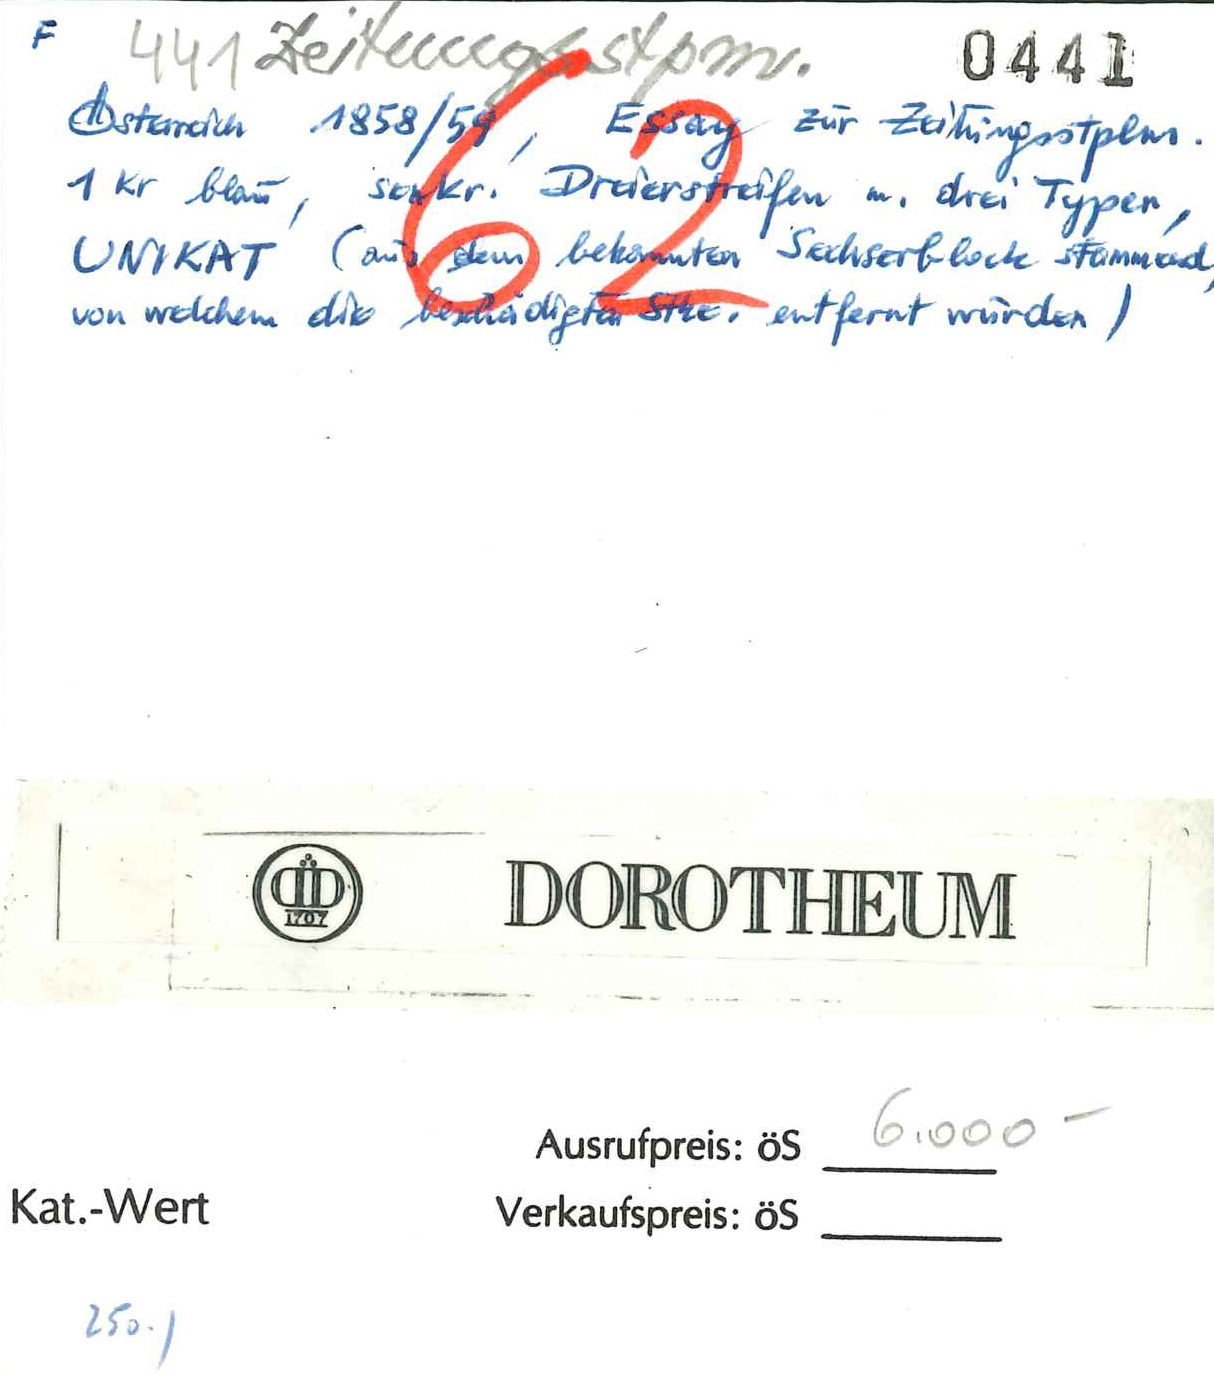 F 441 Zeitungsstpm. 0441
Österreich 1858/59, Essay zur Zeitungsstplm.
62
1 Kr blau, senkr. Dreierstreifen m. drei Typen,
UNIKAT (aus dem bekannten Sechserblock stammend,
von welchem die beschädigten Stke. entfernt wurden)
1707
DOROTHEUM
Ausrufpreis: öS 6.000 –
Kat.-Wert
Verkaufspreis: öS
250.-/